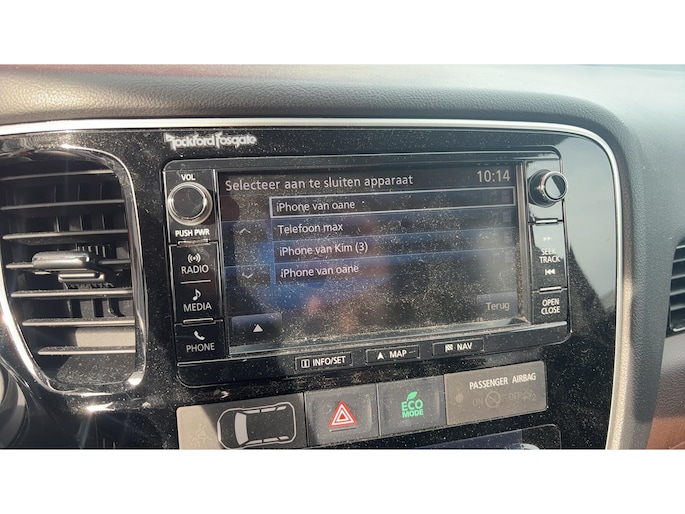 Rockford Fosgate
VOL
PUSH PWR
RADIO
MEDIA
PHONE
Selecteer aan te sluiten apparaat 10:14
iPhone van oane
Telefoon max
iPhone van Kim (3)
iPhone van oane
Terug
SEEK
TRACK
OPEN
CLOSE
INFO/SET
MAP
NAV
ECO
MODE
PASSENGER AIRBAG
ON OFF